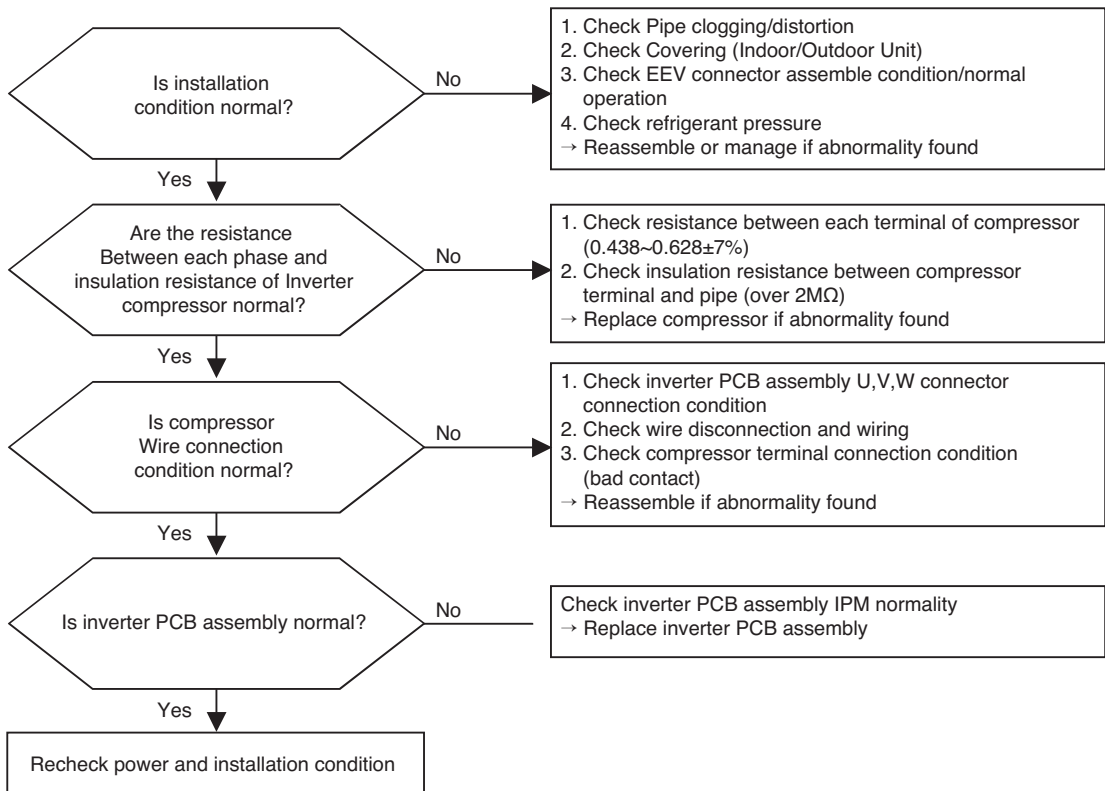 Is installation
condition normal?
No
1. Check Pipe clogging/distortion
2. Check Covering (Indoor/Outdoor Unit)
3. Check EEV connector assemble condition/normal
operation
4. Check refrigerant pressure
→ Reassemble or manage if abnormality found
Yes
Are the resistance
Between each phase and
insulation resistance of Inverter
compressor normal?
No
1. Check resistance between each terminal of compressor
(0.438~0.628±7%)
2. Check insulation resistance between compressor
terminal and pipe (over 2MΩ)
→ Replace compressor if abnormality found
Yes
Is compressor
Wire connection
condition normal?
No
1. Check inverter PCB assembly U,V,W connector
connection condition
2. Check wire disconnection and wiring
3. Check compressor terminal connection condition
(bad contact)
→ Reassemble if abnormality found
Yes
Is inverter PCB assembly normal?
No
Check inverter PCB assembly IPM normality
→ Replace inverter PCB assembly
Yes
Recheck power and installation condition